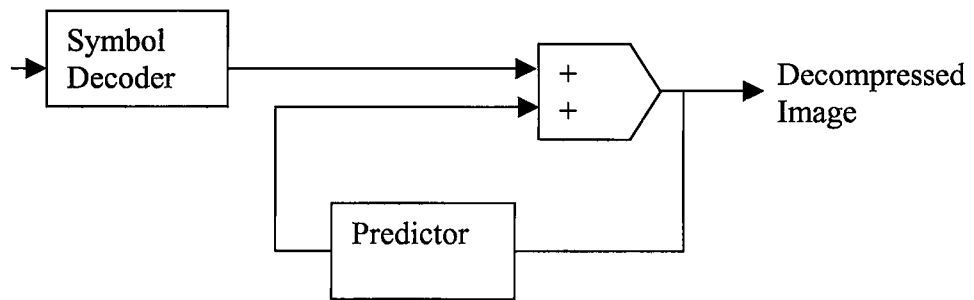 Symbol
Decoder
+
+
Decompressed
Image
Predictor